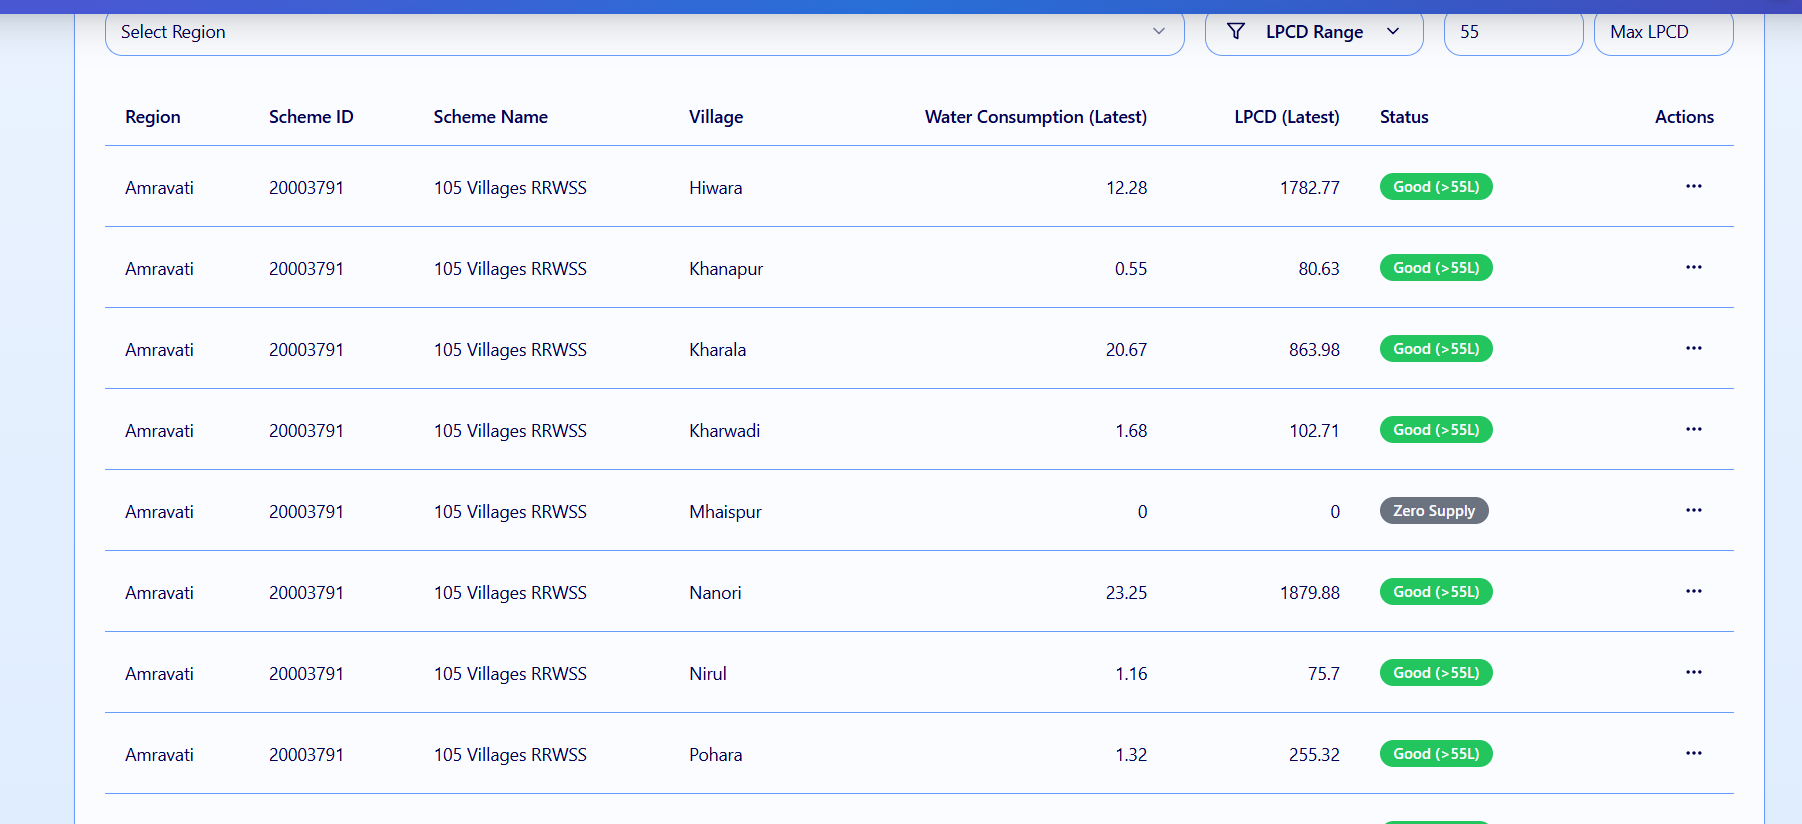 Select Region LPCD Range 55 Max LPCD
Region Scheme ID Scheme Name Village Water Consumption (Latest) LPCD (Latest) Status Actions
Amravati 20003791 105 Villages RRWSS Hiwara 12.28 1782.77 Good (>55L) ...
Amravati 20003791 105 Villages RRWSS Khanapur 0.55 80.63 Good (>55L) ...
Amravati 20003791 105 Villages RRWSS Kharala 20.67 863.98 Good (>55L) ...
Amravati 20003791 105 Villages RRWSS Kharwadi 1.68 102.71 Good (>55L) ...
Amravati 20003791 105 Villages RRWSS Mhaispur 0 0 Zero Supply ...
Amravati 20003791 105 Villages RRWSS Nanori 23.25 1879.88 Good (>55L) ...
Amravati 20003791 105 Villages RRWSS Nirul 1.16 75.7 Good (>55L) ...
Amravati 20003791 105 Villages RRWSS Pohara 1.32 255.32 Good (>55L) ...